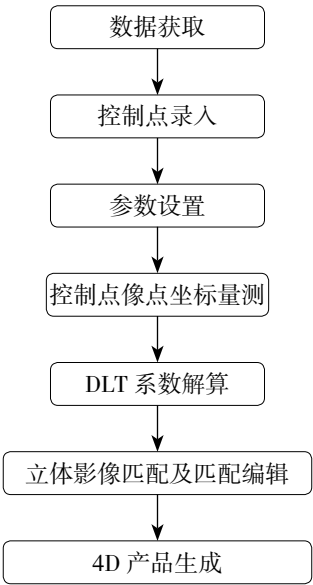 数据获取
控制点录入
参数设置
控制点像点坐标量测
DLT 系数解算
立体影像匹配及匹配编辑
4D 产品生成